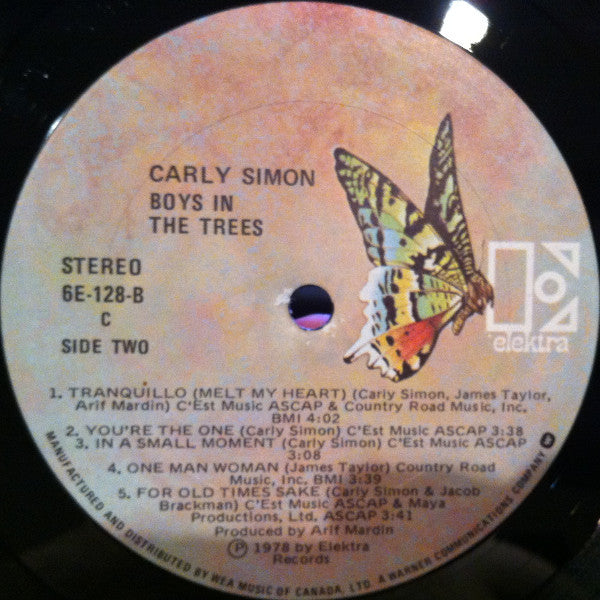 CARLY SIMON
BOYS IN
THE TREES
STEREO
6E-128-B
C
SIDE TWO
elektra
1. TRANQUILLO (MELT MY HEART) (Carly Simon, James Taylor,
Arif Mardin) C'Est Music ASCAP & Country Road Music, Inc.
BMI 4:02
2. YOU'RE THE ONE (Carly Simon) C'Est Music ASCAP 3:38
3. IN A SMALL MOMENT (Carly Simon) C'Est Music ASCAP
3:08
4. ONE MAN WOMAN (James Taylor) Country Road
Music, Inc. BMI 3:39
5. FOR OLD TIMES SAKE (Carly Simon & Jacob
Brackman) C'Est Music ASCAP & Maya
Productions, Ltd. ASCAP 3:41
Produced by Arif Mardin
Ⓟ 1978 by Elektra
Records
MANUFACTURED AND DISTRIBUTED BY WEA MUSIC OF CANADA, LTD. A WARNER COMMUNICATIONS COMPANY